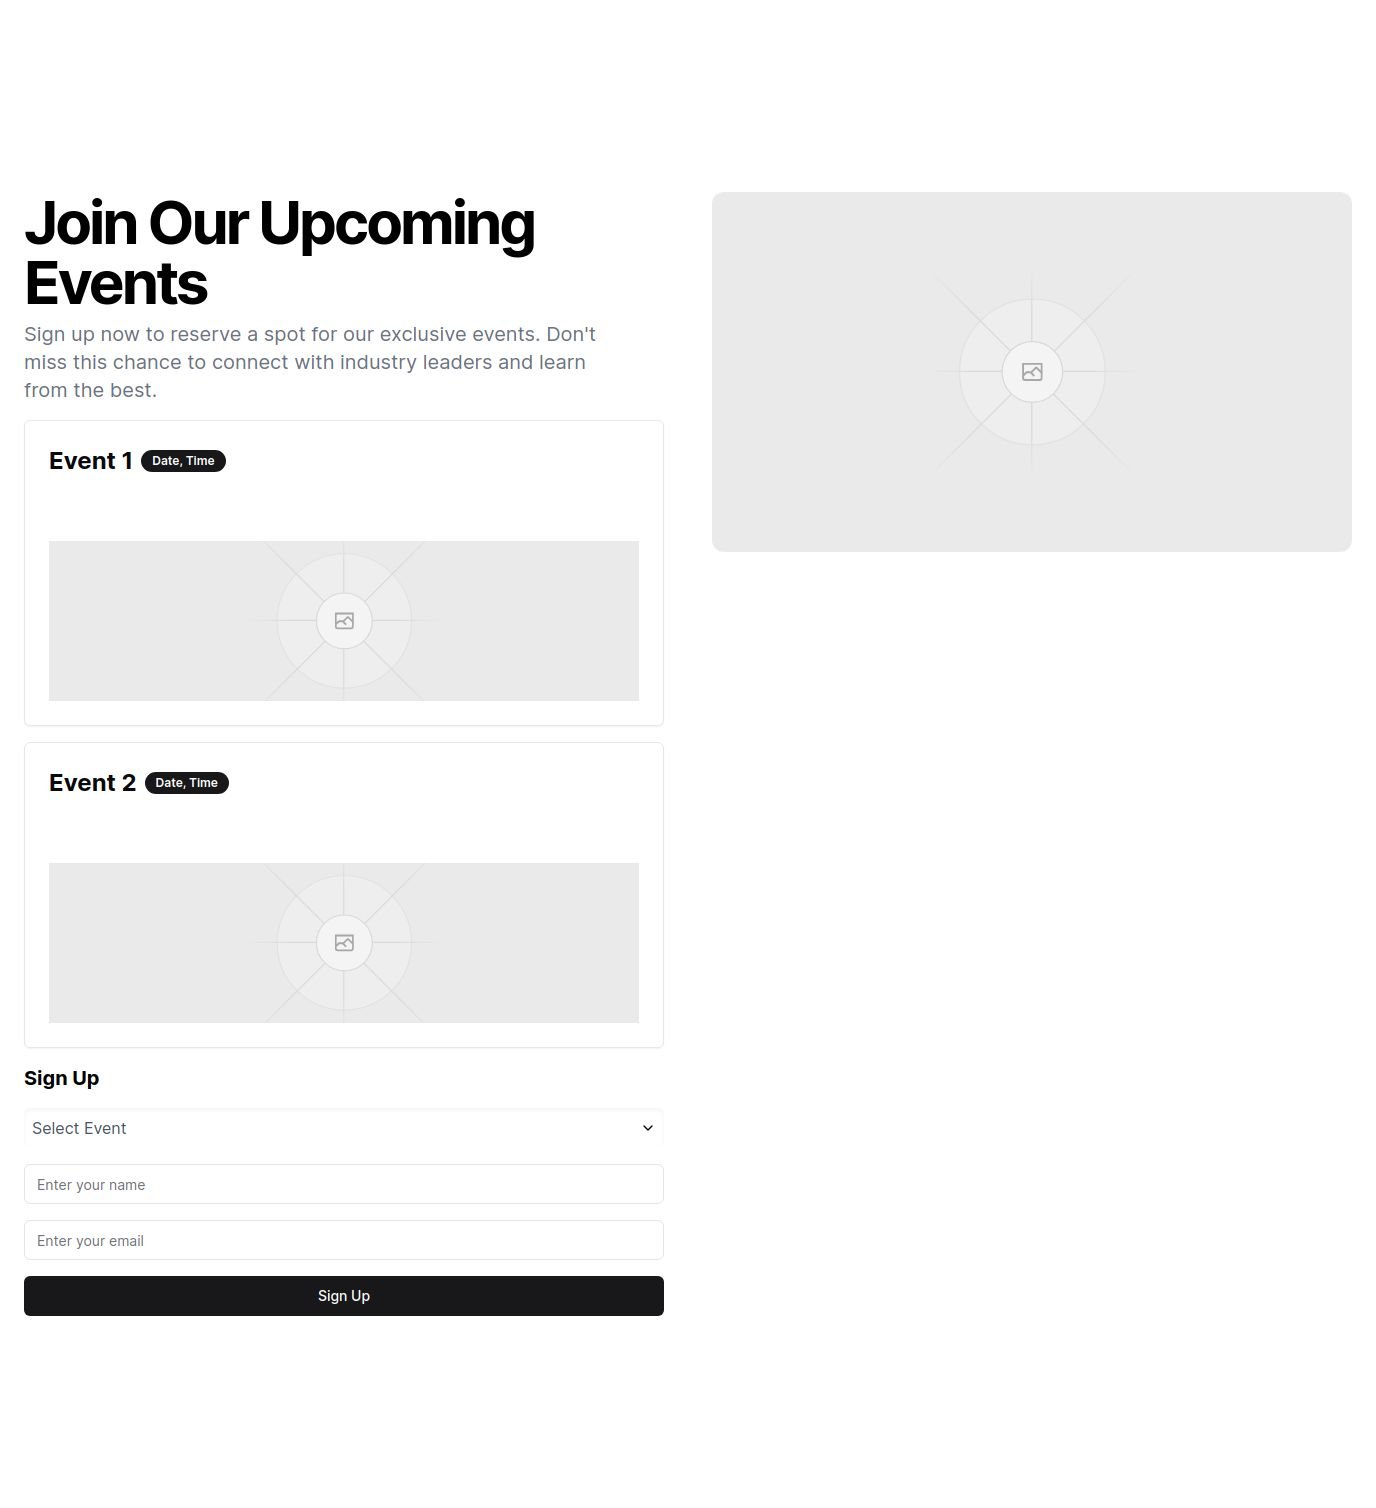 Join Our Upcoming
Events
Sign up now to reserve a spot for our exclusive events. Don't
miss this chance to connect with industry leaders and learn
from the best.
Event 1 Date, Time
Event 2 Date, Time
Sign Up
Select Event
Enter your name
Enter your email
Sign Up